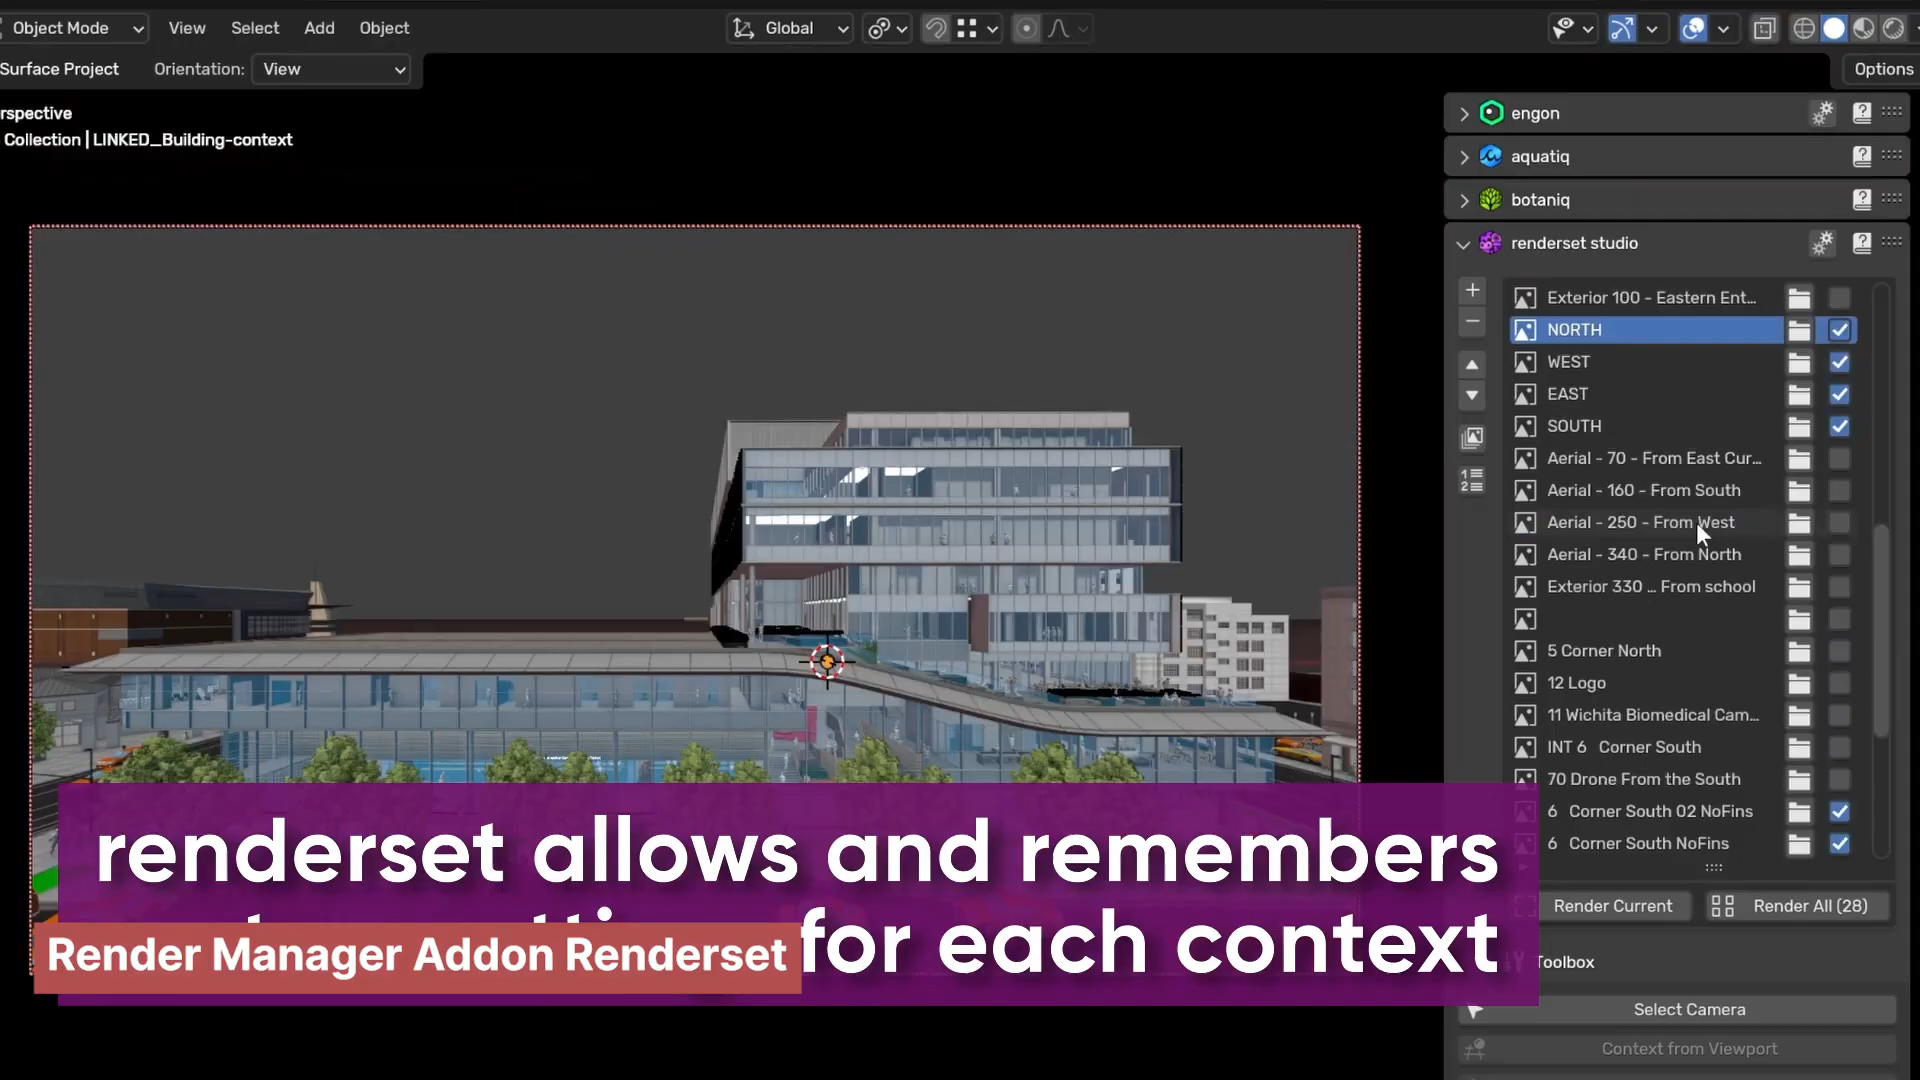 Object Mode
View
Select
Add
Object
Global
Surface Project
Orientation:
View
Options
rspective
Collection | LINKED_Building-context
engon
aquatiq
botaniq
renderset studio
Exterior 100 - Eastern Ent...
NORTH
WEST
EAST
SOUTH
Aerial - 70 - From East Cur...
Aerial - 160 - From South
Aerial - 250 - From West
Aerial - 340 - From North
Exterior 330 ... From school
5 Corner North
12 Logo
11 Wichita Biomedical Cam...
INT 6 Corner South
70 Drone From the South
6 Corner South 02 NoFins
6 Corner South NoFins
Render Current
Render All (28)
Toolbox
Select Camera
Context from Viewport
renderset allows and remembers
for each context
Render Manager Addon Renderset